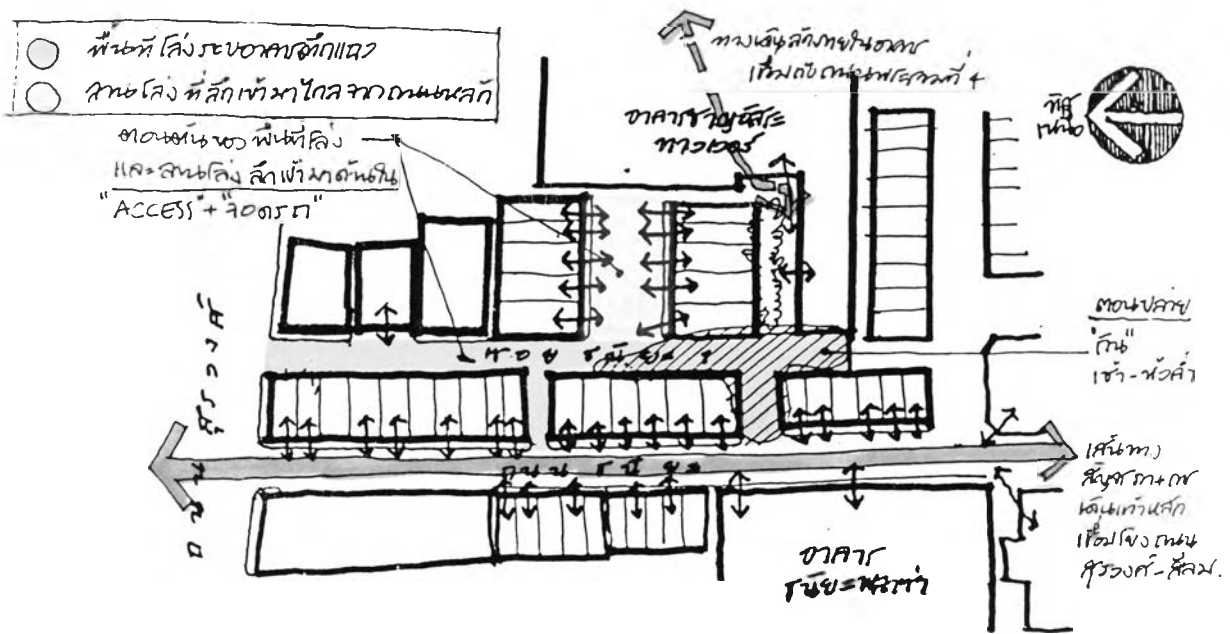 พื้นที่โล่งระหว่างอาคารตึกแถว
ลานโล่งที่ลึกเข้ามาไกลจากถนนหลัก
ตอนต้นของพื้นที่โล่ง
และลานโล่งลึกเข้ามาด้านใน
"ACCESS" + "จอดรถ"
ทางเดินลัดภายในอาคาร
เชื่อมถึงถนนพระรามที่ 4
อาคารชาญอิสระ
ทาวเวอร์
ทิศ
เหนือ
ซอยธนิยะ
ตอนปลาย
"กิน"
เช้า-หัวค่ำ
ถนนสุรวงศ์
ถนนธนิยะ
เส้นทาง
สัญจร
เดินเท้าหลัก
เชื่อมโยงถนน
สุรวงศ์-สีลม.
อาคาร
ธนิยะพลาซ่า